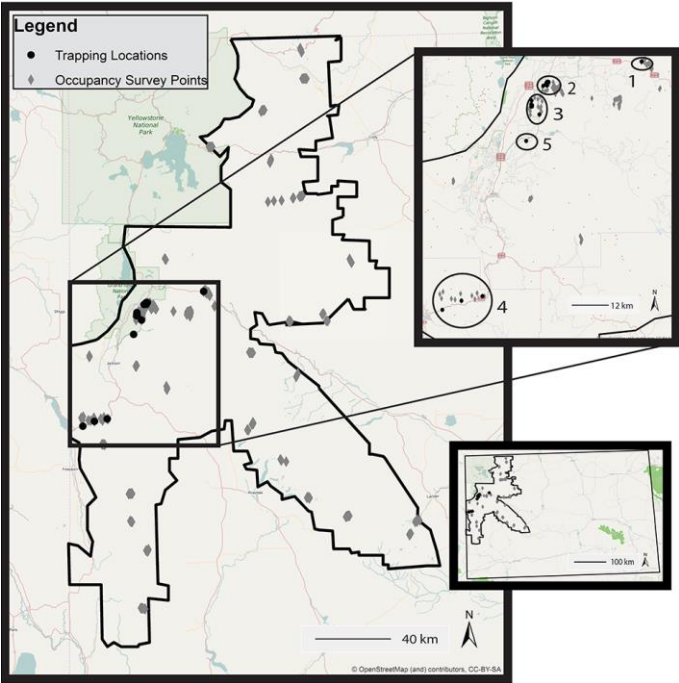 Legend
Trapping Locations
Occupancy Survey Points
Yellowstone
National
Park
1
2
3
5
4
12 km
N
100 km
N
40 km
N
© OpenStreetMap (and) contributors, CC-BY-SA